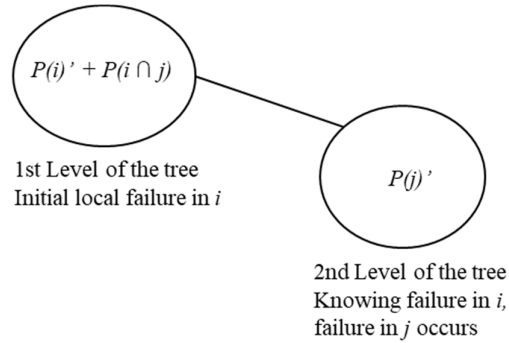 P(i)' + P(i ∩ j)
1st Level of the tree
Initial local failure in i
P(j)'
2nd Level of the tree
Knowing failure in i,
failure in j occurs